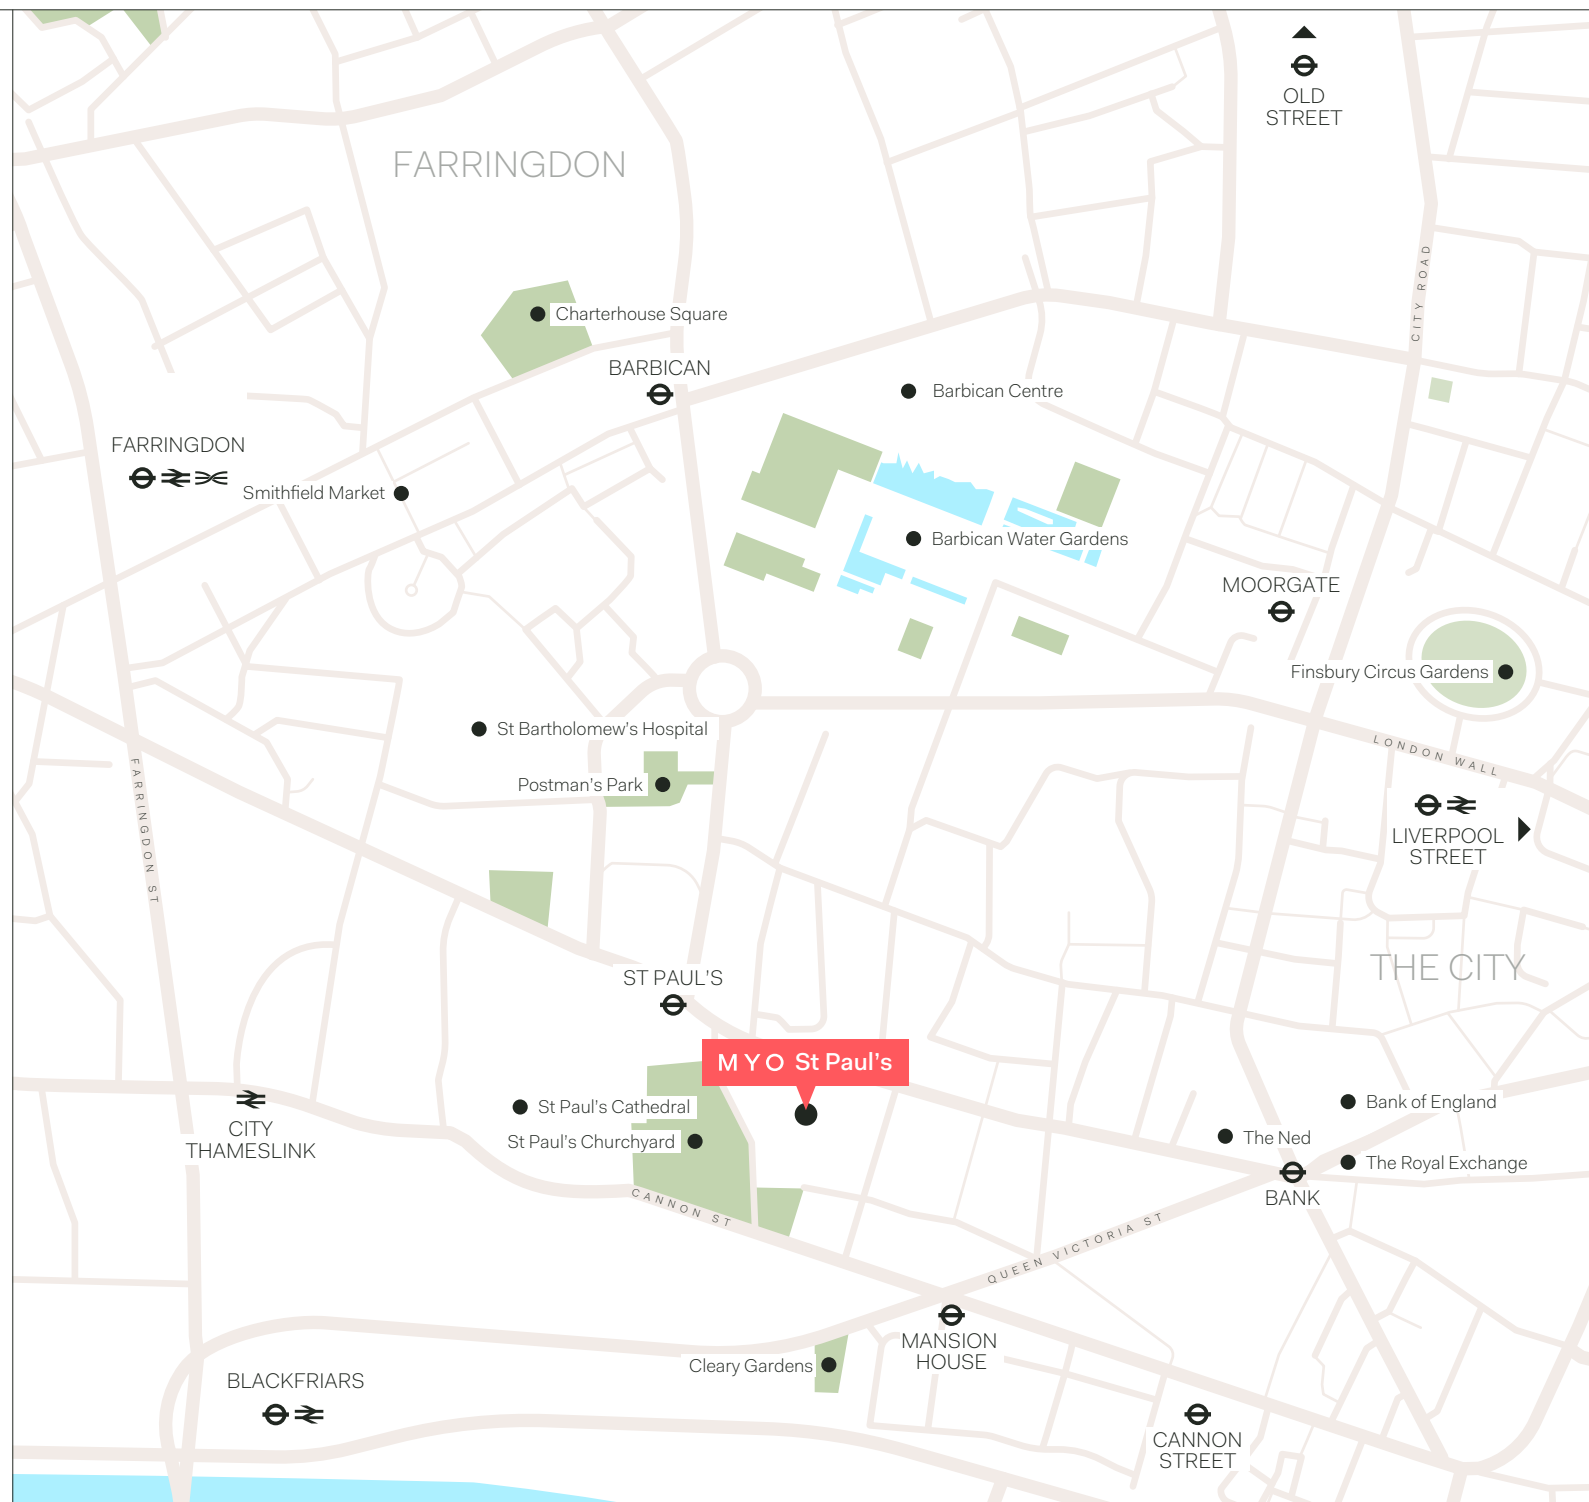 OLD
STREET
FARRINGDON
CITY ROAD
Charterhouse Square
BARBICAN
Barbican Centre
FARRINGDON
Smithfield Market
Barbican Water Gardens
MOORGATE
Finsbury Circus Gardens
St Bartholomew's Hospital
LONDON WALL
Postman's Park
FARRINGDON ST
LIVERPOOL
STREET
THE CITY
ST PAUL'S
MYO St Paul's
St Paul's Cathedral
Bank of England
CITY
THAMESLINK
St Paul's Churchyard
The Ned
The Royal Exchange
BANK
CANNON ST
QUEEN VICTORIA ST
MANSION
HOUSE
Cleary Gardens
BLACKFRIARS
CANNON
STREET